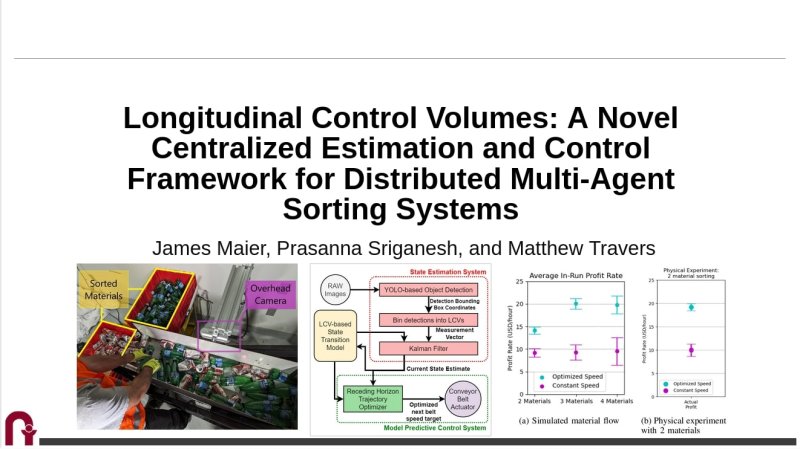 Longitudinal Control Volumes: A Novel
Centralized Estimation and Control
Framework for Distributed Multi-Agent
Sorting Systems
James Maier, Prasanna Sriganesh, and Matthew Travers
Sorted
Materials
Overhead
Camera
State Estimation System
RAW
Images
YOLO-based Object Detection
Detection Bounding
Box Coordinates
LCV-based
State
Transition
Model
Bin detections into LCVs
Measurement
Vector
Kalman Filter
Current State Estimate
Receding Horizon
Trajectory
Optimizer
Optimized
next belt
speed target
Conveyor
Belt
Actuator
Model Predictive Control System
Average In-Run Profit Rate
Profit Rate (USD/hour)
25
20
15
10
5
0
Optimized Speed
Constant Speed
2 Materials
3 Materials
4 Materials
(a) Simulated material flow
Physical Experiment:
2 material sorting
Profit Rate (USD/hour)
25
20
15
10
5
0
Optimized Speed
Constant Speed
Actual
Profit
(b) Physical experiment
with 2 materials